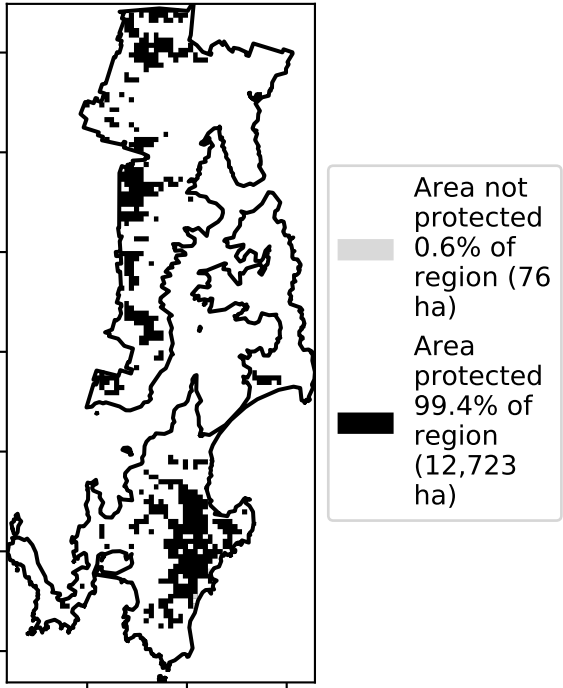 Area not
protected
0.6% of
region (76
ha)
Area
protected
99.4% of
region
(12,723
ha)